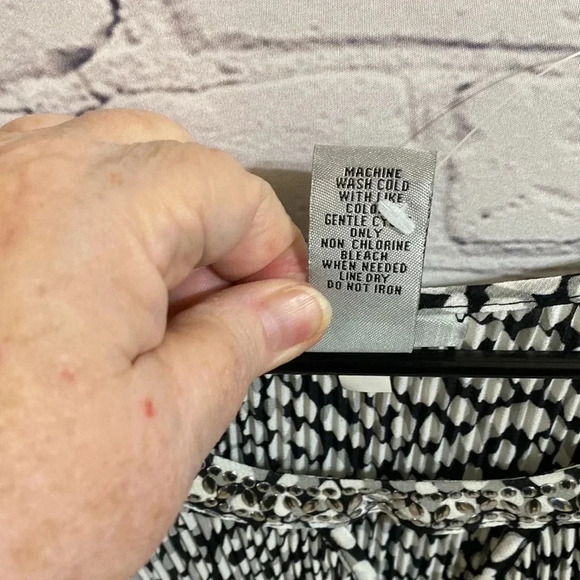 MACHINE
WASH COLD
WITH LIKE
GENTLE
ONLY
NON CHLORINE
BLEACH
WHEN NEEDED
LINE DRY
DO NOT IRON